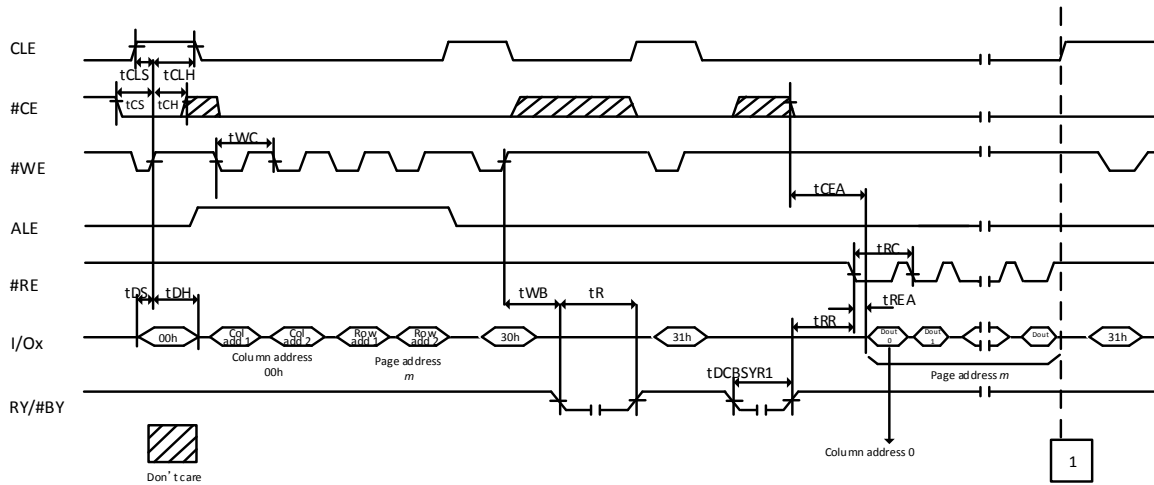 CLE
tCLS tCLH
#CE
tCS tCH
tWC
#WE
tCEA
ALE
tRC
#RE
tDS tDH
tWB tR
tREA
tRR
I/Ox
00h
Col add 1
Col add 2
Row add 1
Row add 2
30h
31h
Dout 0
Dout 1
Dout
31h
Column address
00h
Page address
m
tDCBSYR1
Page address m
RY/#BY
Column address 0
1
Don't care